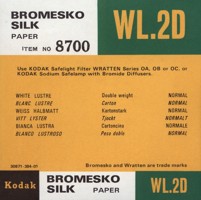 BROMESKO
SILK
PAPER
ITEM NO 8700
WL.2D
Use KODAK Safelight Filter WRATTEN Series OA, OB or OC, or
KODAK Sodium Safelamp with Bromide Diffusers.
WHITE LUSTRE Double weight NORMAL
BLANC LUSTRE Carton NORMAL
WEISS HALBMATT Kartonstark NORMAL
VITT LYSTER Tjockt NORMALT
BIANCA LUSTRA Cartoncino NORMALE
BLANCO LUSTROSO Peso doble NORMAL
Bromesko and Wratten are trade marks
Kodak
BROMESKO
SILK PAPER
WL.2D